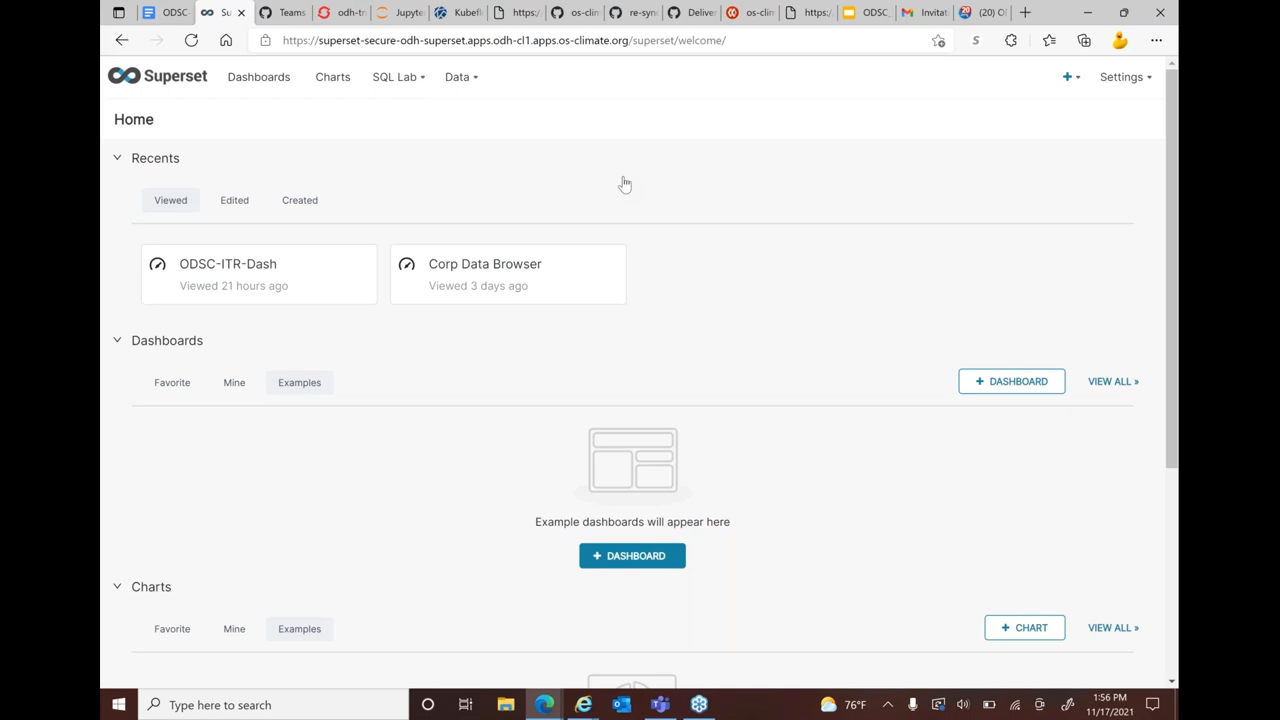 ODSC- Su Teams odh-tr Jupyte Kubefl https:/ os-clim re-syn Deliver os-clim https:/ ODSC_ Invitati (20) O
https://superset-secure-odh-superset.apps.odh-cl1.apps.os-climate.org/superset/welcome/
Superset Dashboards Charts SQL Lab Data + Settings
Home
Recents
Viewed Edited Created
ODSC-ITR-Dash Corp Data Browser
Viewed 21 hours ago Viewed 3 days ago
Dashboards
Favorite Mine Examples + DASHBOARD VIEW ALL »
Example dashboards will appear here
+ DASHBOARD
Charts
Favorite Mine Examples + CHART VIEW ALL »
Type here to search 76°F 1:56 PM
11/17/2021